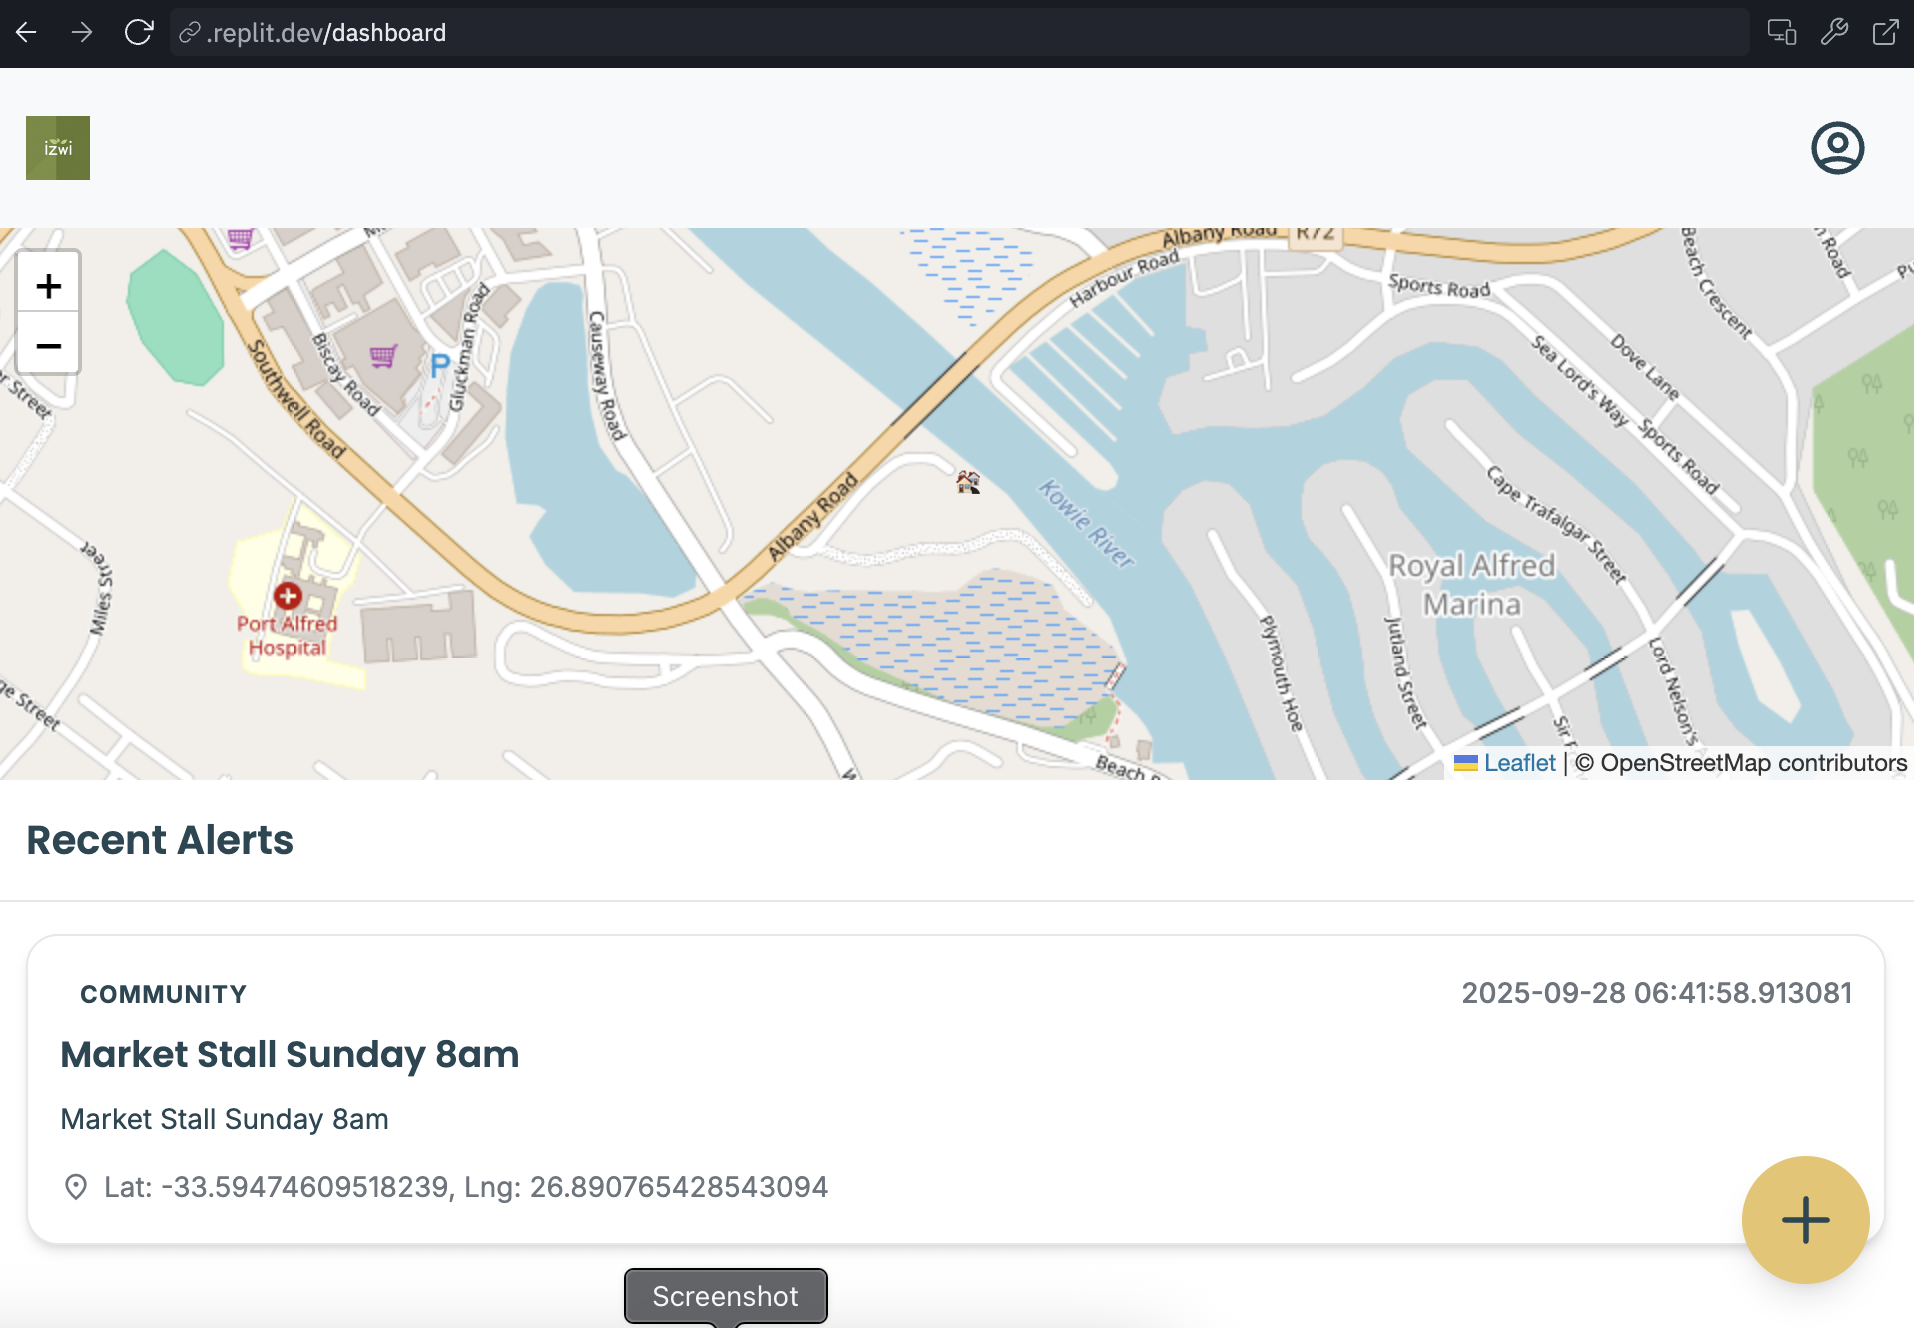 .replit.dev/dashboard
izwi
+
−
Albany Road
R72
Harbour Road
Sports Road
Beach Crescent
Road
Southwell Road
Biscay Road
P
Gluckman Road
Causeway Road
Dove Lane
Sea Lord's Way
Sports Road
Street
Albany Road
Kowie River
Cape Trafalgar Street
Royal Alfred
Marina
Miles Street
Port Alfred
Hospital
Plymouth Hoe
Jutland Street
Lord Nelson's
Street
Sir
Beach
Leaflet | © OpenStreetMap contributors
Recent Alerts
COMMUNITY
2025-09-28 06:41:58.913081
Market Stall Sunday 8am
Market Stall Sunday 8am
Lat: -33.59474609518239, Lng: 26.890765428543094
+
Screenshot